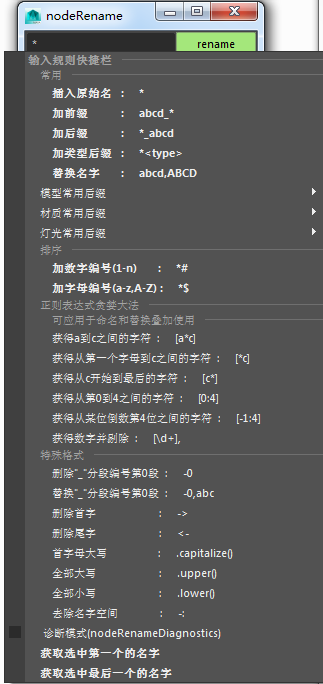 nodeRename
* rename
输入规则快捷栏
常用
插入原始名 : *
加前缀 : abcd_*
加后缀 : *_abcd
加类型后缀 : *<type>
替换名字 : abcd,ABCD
模型常用后缀
材质常用后缀
灯光常用后缀
排序
加数字编号(1-n) : *#
加字母编号(a-z,A-Z) : *$
正则表达式贪婪大法
可应用于命名和替换叠加使用
获得a到c之间的字符 : [a*c]
获得从第一个字母到c之间的字符 : [*c]
获得从c开始到最后的字符 : [c*]
获得从第0到4之间的字符 : [0:4]
获得从某位倒数第4位之间的字符 : [-1:4]
获得数字并剔除 : [\d+],
特殊格式
删除"_"分段编号第0段 : -0
替换"_"分段编号第0段 : -0,abc
删除首字 : ->
删除尾字 : <-
首字母大写 : .capitalize()
全部大写 : .upper()
全部小写 : .lower()
去除名字空间 : -:
诊断模式(nodeRenameDiagnostics)
获取选中第一个的名字
获取选中最后一个的名字